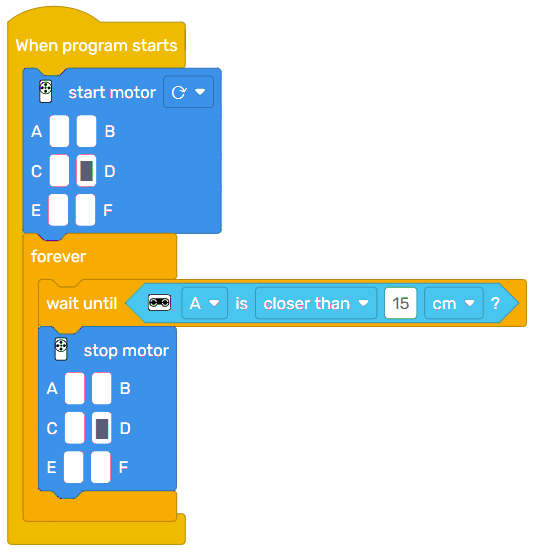 When program starts
start motor
A B
C D
E F
forever
wait until A is closer than 15 cm ?
stop motor
A B
C D
E F